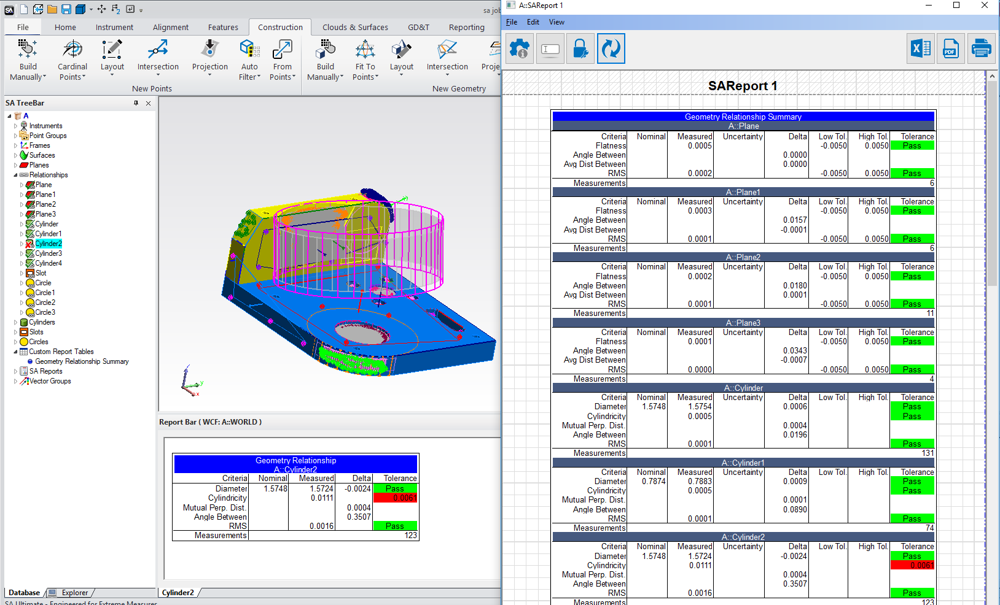 SA
sa jol
File Home Instrument Alignment Features Construction Clouds & Surfaces GD&T Reporting
Build Manually
Cardinal Points
Layout
Intersection
Projection
Auto Filter
From Points
New Points
Build Manually
Fit To Points
Layout
Intersection
New Geometry
SA TreeBar
A
Instruments
Point Groups
Frames
Surfaces
Planes
Relationships
Plane
Plane1
Plane2
Plane3
Cylinder
Cylinder1
Cylinder2
Cylinder3
Cylinder4
Slot
Circle
Circle1
Circle2
Circle3
Cylinders
Slots
Circles
Custom Report Tables
Geometry Relationship Summary
SA Reports
Vector Groups
Database Explorer
SA Ultimate - Engineered for Extreme Measures
z
y
x
Report Bar ( WCF: A::WORLD )
Geometry Relationship
A::Cylinder2
Criteria Nominal Measured Delta Tolerance
Diameter 1.5748 1.5724 -0.0024 Pass
Cylindricity 0.0111 0.0061
Mutual Perp. Dist. 0.0004
Angle Between 0.3507
RMS 0.0016 Pass
Measurements 123
Cylinder2
A::SAReport 1
File Edit View
PDF
SAReport 1
Geometry Relationship Summary
A::Plane
Criteria Nominal Measured Uncertainty Delta Low Tol. High Tol. Tolerance
Flatness 0.0005 -0.0050 0.0050 Pass
Angle Between 0.0000
Avg Dist Between 0.0000
RMS 0.0002 -0.0050 0.0050 Pass
Measurements 6
A::Plane1
Criteria Nominal Measured Uncertainty Delta Low Tol. High Tol. Tolerance
Flatness 0.0003 -0.0050 0.0050 Pass
Angle Between 0.0157
Avg Dist Between -0.0001
RMS 0.0001 -0.0050 0.0050 Pass
Measurements 6
A::Plane2
Criteria Nominal Measured Uncertainty Delta Low Tol. High Tol. Tolerance
Flatness 0.0002 -0.0050 0.0050 Pass
Angle Between 0.0180
Avg Dist Between 0.0001
RMS 0.0001 -0.0050 0.0050 Pass
Measurements 11
A::Plane3
Criteria Nominal Measured Uncertainty Delta Low Tol. High Tol. Tolerance
Flatness 0.0001 -0.0050 0.0050 Pass
Angle Between 0.0343
Avg Dist Between -0.0007
RMS 0.0000 -0.0050 0.0050 Pass
Measurements 4
A::Cylinder
Criteria Nominal Measured Uncertainty Delta Low Tol. High Tol. Tolerance
Diameter 1.5748 1.5754 0.0006 Pass
Cylindricity 0.0005 Pass
Mutual Perp. Dist. 0.0004
Angle Between 0.0196
RMS 0.0001 Pass
Measurements 131
A::Cylinder1
Criteria Nominal Measured Uncertainty Delta Low Tol. High Tol. Tolerance
Diameter 0.7874 0.7883 0.0009 Pass
Cylindricity 0.0005 Pass
Mutual Perp. Dist. 0.0001
Angle Between 0.0890
RMS 0.0001 Pass
Measurements 74
A::Cylinder2
Criteria Nominal Measured Uncertainty Delta Low Tol. High Tol. Tolerance
Diameter 1.5748 1.5724 -0.0024 Pass
Cylindricity 0.0111 0.0061
Mutual Perp. Dist. 0.0004
Angle Between 0.3507
RMS 0.0016 Pass
Measurements 123